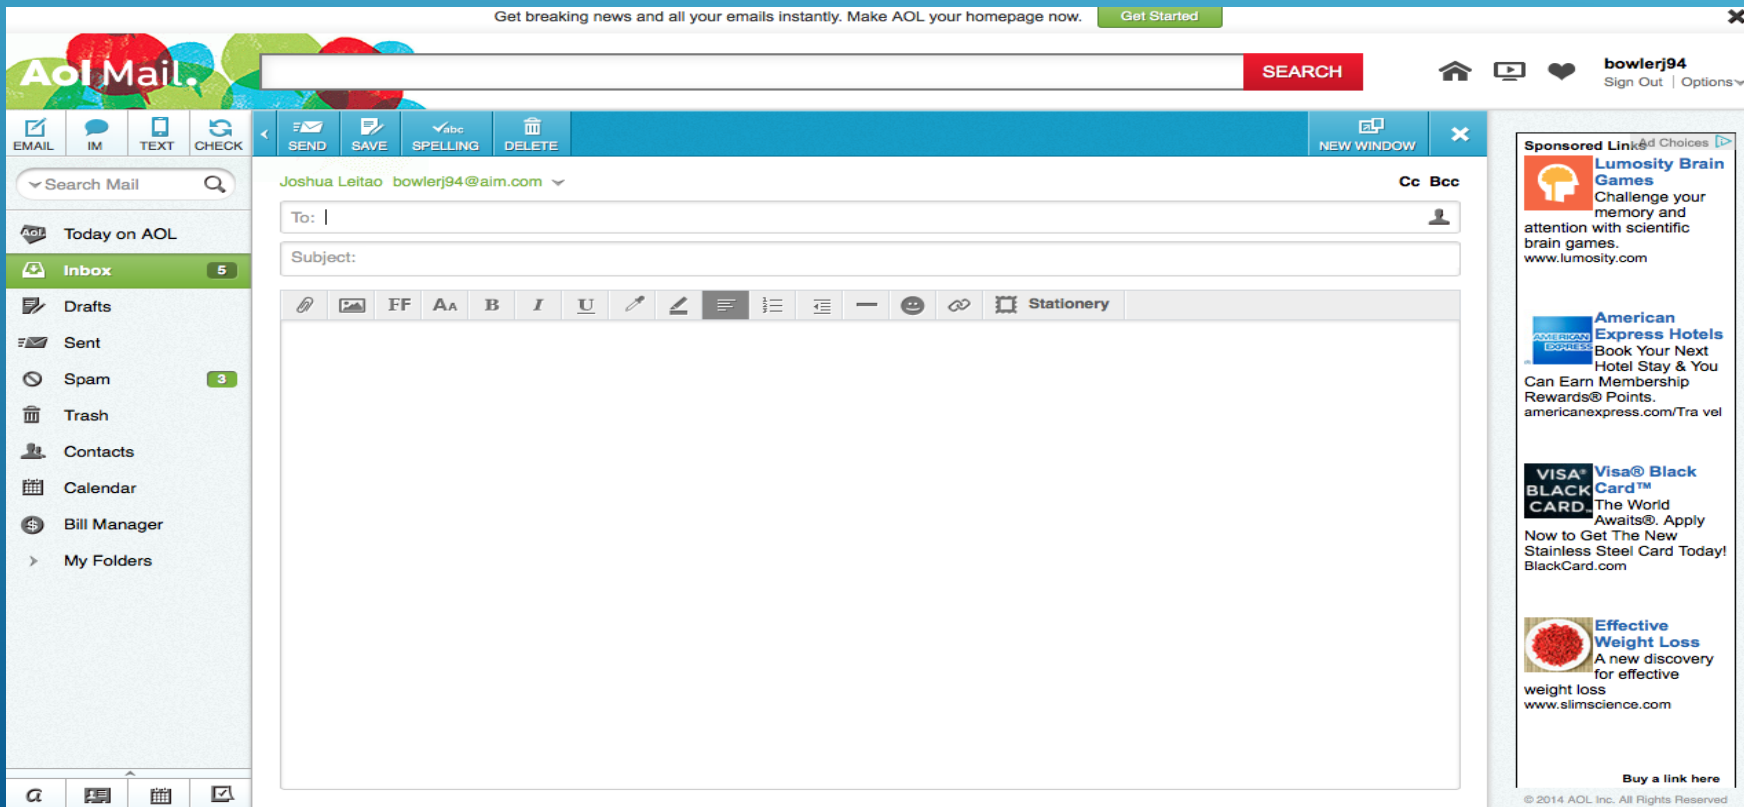 Get breaking news and all your emails instantly. Make AOL your homepage now. Get Started
Aol Mail.
SEARCH
bowlerj94
Sign Out | Options
EMAIL IM TEXT CHECK
SEND SAVE SPELLING DELETE NEW WINDOW
abc
Search Mail
Joshua Leitao bowlerj94@aim.com Cc Bcc
To:
Subject:
Aol. Today on AOL
Inbox 5
Drafts
Sent
Spam 3
Trash
Contacts
Calendar
Bill Manager
My Folders
FF AA B I U Stationery
Sponsored Links Ad Choices
Lumosity Brain
Games
Challenge your
memory and
attention with scientific
brain games.
www.lumosity.com
AMERICAN
EXPRESS
American
Express Hotels
Book Your Next
Hotel Stay & You
Can Earn Membership
Rewards® Points.
americanexpress.com/Tra vel
VISA®
BLACK
CARD
Visa® Black
Card™
The World
Awaits®. Apply
Now to Get The New
Stainless Steel Card Today!
BlackCard.com
Effective
Weight Loss
A new discovery
for effective
weight loss
www.slimscience.com
Buy a link here
a
© 2014 AOL Inc. All Rights Reserved